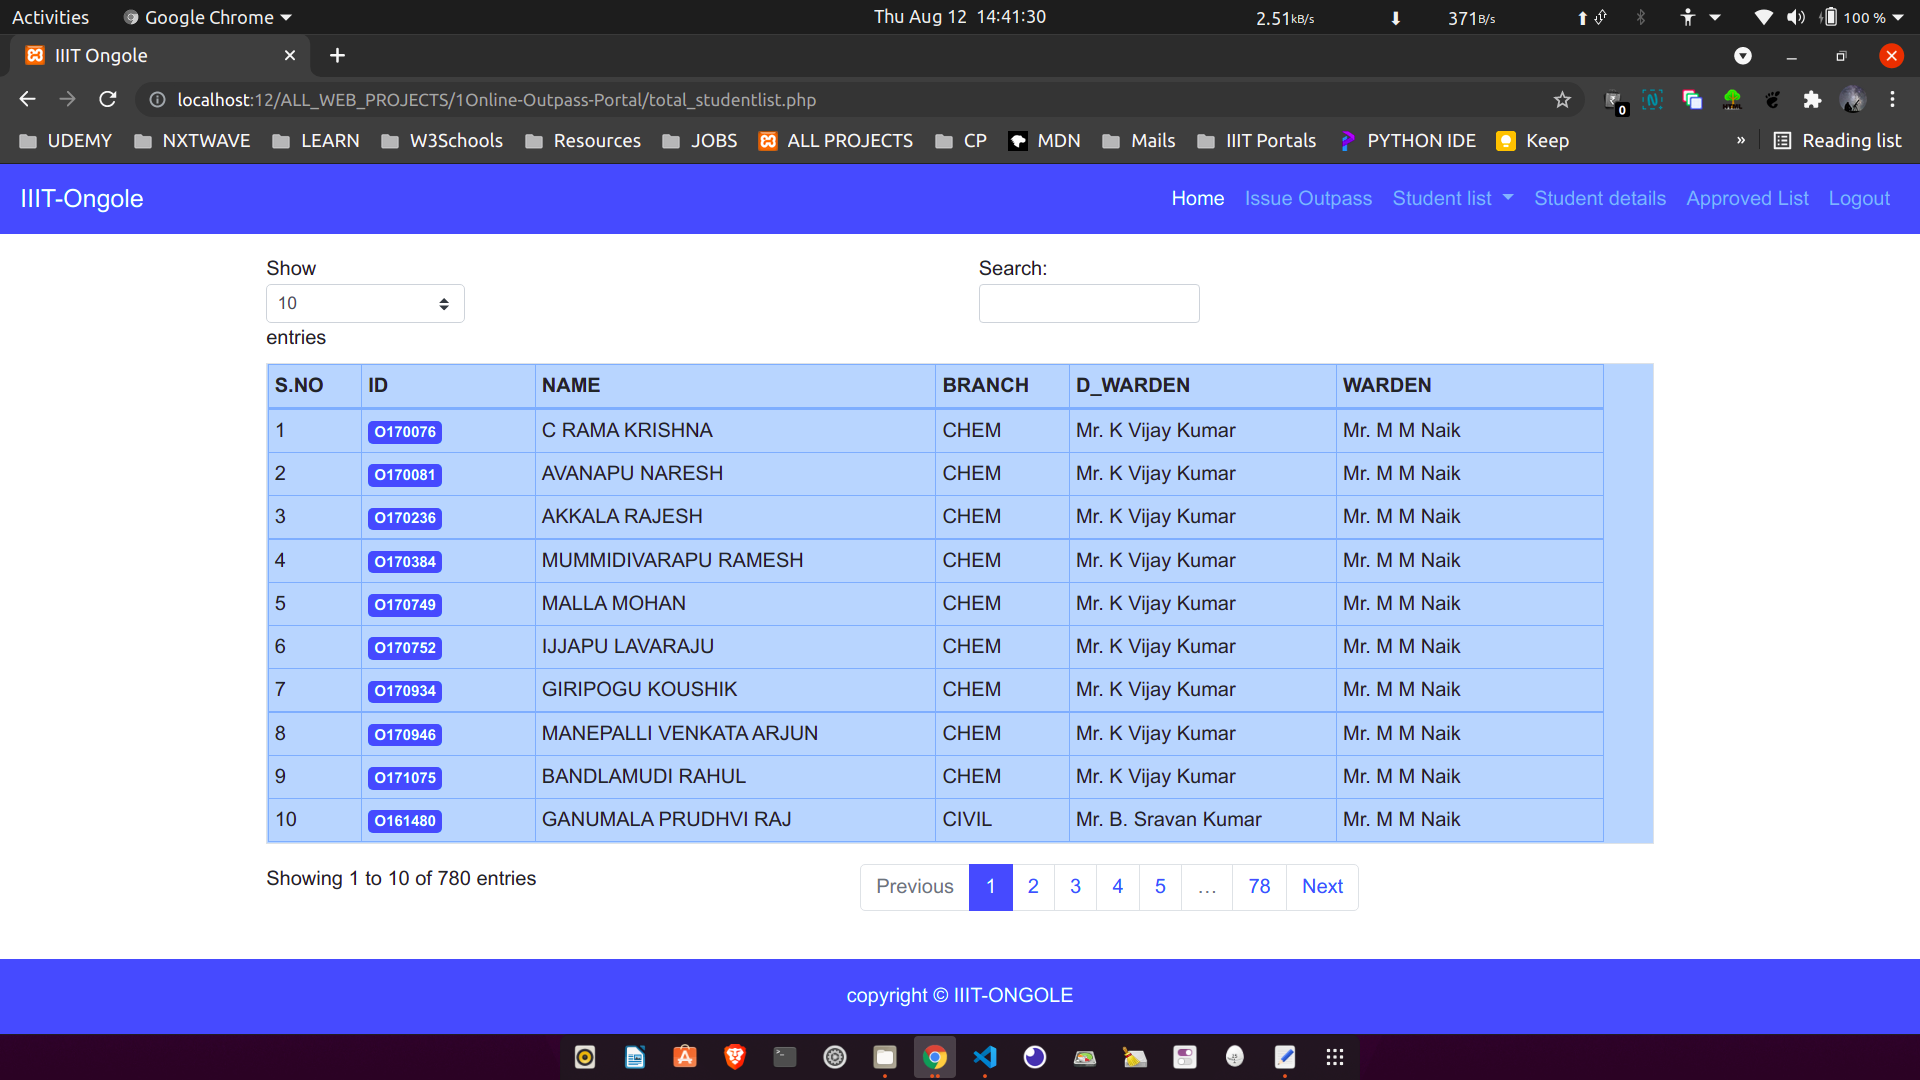 Activities Google Chrome Thu Aug 12 14:41:30 2.51kB/s 371B/s 100 %
IIIT Ongole
localhost:12/ALL_WEB_PROJECTS/1Online-Outpass-Portal/total_studentlist.php 0
UDEMY NXTWAVE LEARN W3Schools Resources JOBS ALL PROJECTS CP MDN Mails IIIT Portals PYTHON IDE Keep » Reading list
IIIT-Ongole Home Issue Outpass Student list Student details Approved List Logout
Show Search:
10
entries
S.NO ID NAME BRANCH D_WARDEN WARDEN
1 O170076 C RAMA KRISHNA CHEM Mr. K Vijay Kumar Mr. M M Naik
2 O170081 AVANAPU NARESH CHEM Mr. K Vijay Kumar Mr. M M Naik
3 O170236 AKKALA RAJESH CHEM Mr. K Vijay Kumar Mr. M M Naik
4 O170384 MUMMIDIVARAPU RAMESH CHEM Mr. K Vijay Kumar Mr. M M Naik
5 O170749 MALLA MOHAN CHEM Mr. K Vijay Kumar Mr. M M Naik
6 O170752 IJJAPU LAVARAJU CHEM Mr. K Vijay Kumar Mr. M M Naik
7 O170934 GIRIPOGU KOUSHIK CHEM Mr. K Vijay Kumar Mr. M M Naik
8 O170946 MANEPALLI VENKATA ARJUN CHEM Mr. K Vijay Kumar Mr. M M Naik
9 O171075 BANDLAMUDI RAHUL CHEM Mr. K Vijay Kumar Mr. M M Naik
10 O161480 GANUMALA PRUDHVI RAJ CIVIL Mr. B. Sravan Kumar Mr. M M Naik
Showing 1 to 10 of 780 entries Previous 1 2 3 4 5 … 78 Next
copyright © IIIT-ONGOLE